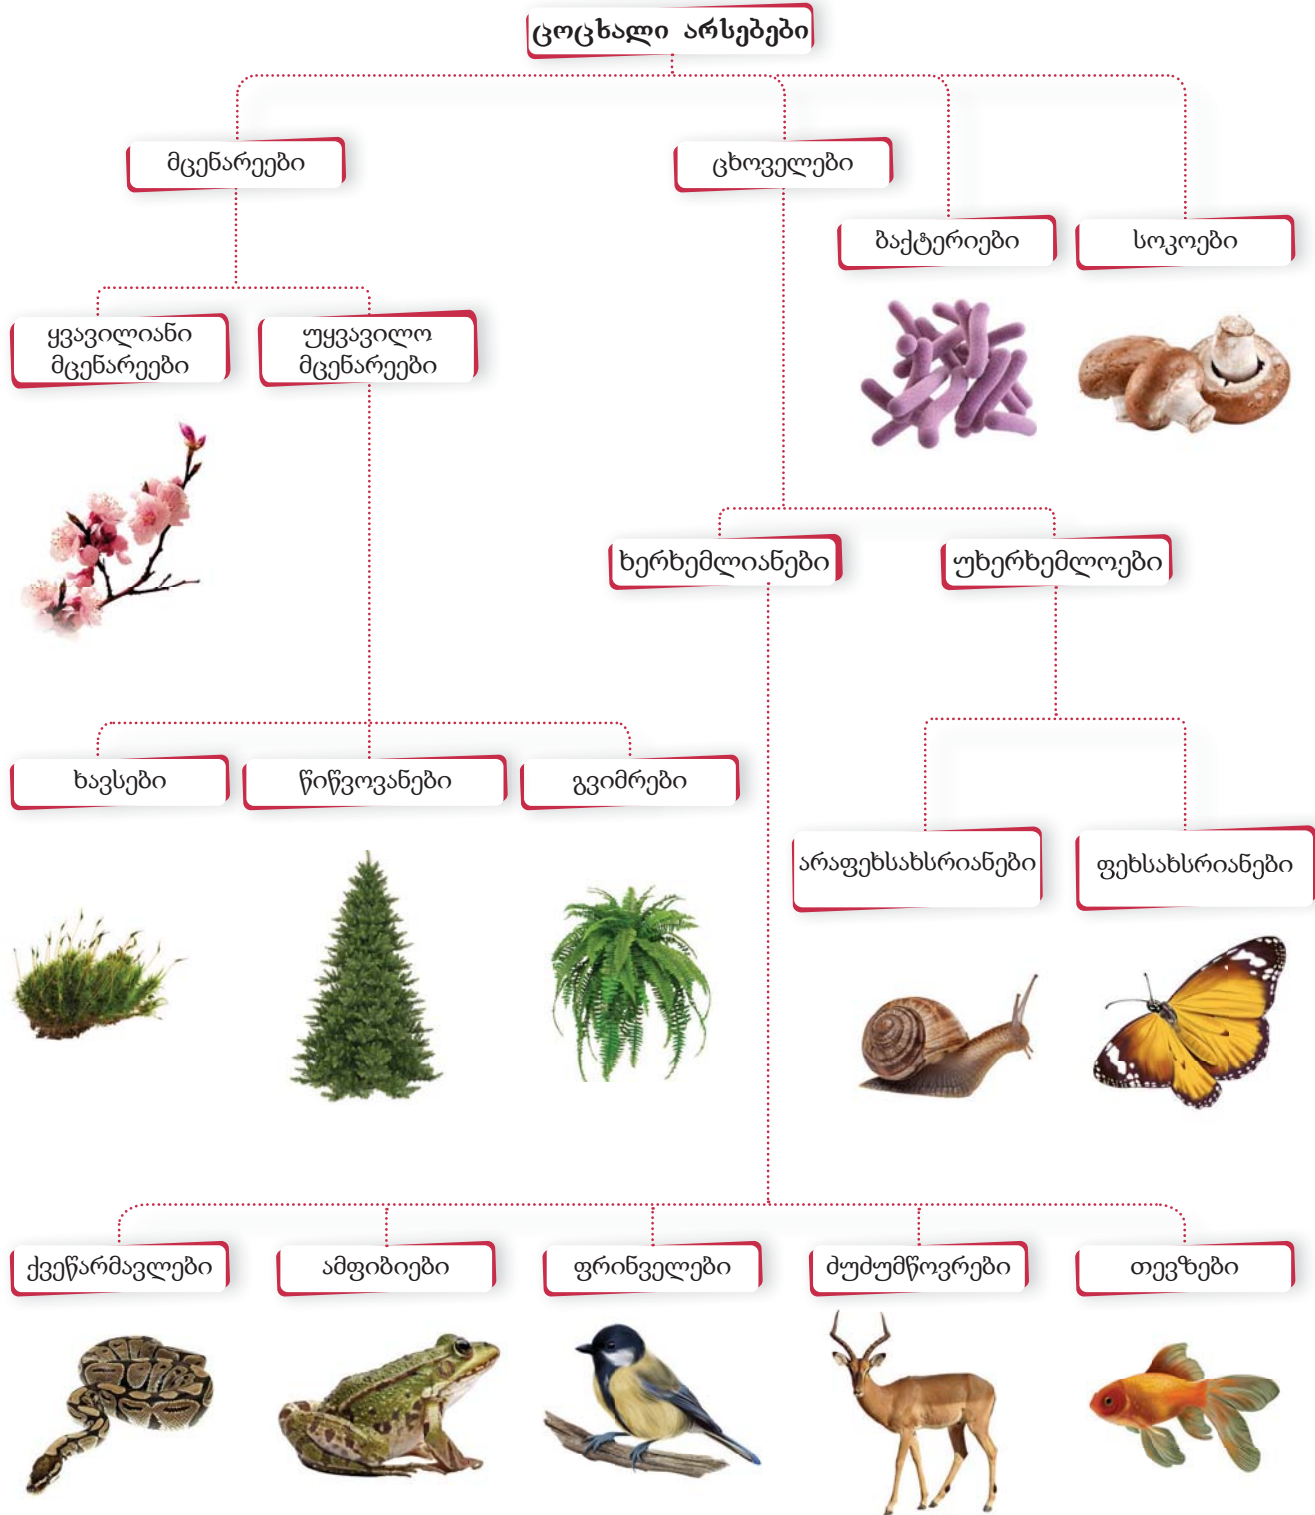 ცოცხალი არსებები
მცენარეები
ცხოველები
ბაქტერიები
სოკოები
ყვავილიანი
მცენარეები
უყვავილო
მცენარეები
ხერხემლიანები
უხერხემლოები
ხავსები
წიწვოვანები
გვიმრები
არაფეხსახსრიანები
ფეხსახსრიანები
ქვეწარმავლები
ამფიბიები
ფრინველები
ძუძუმწოვრები
თევზები